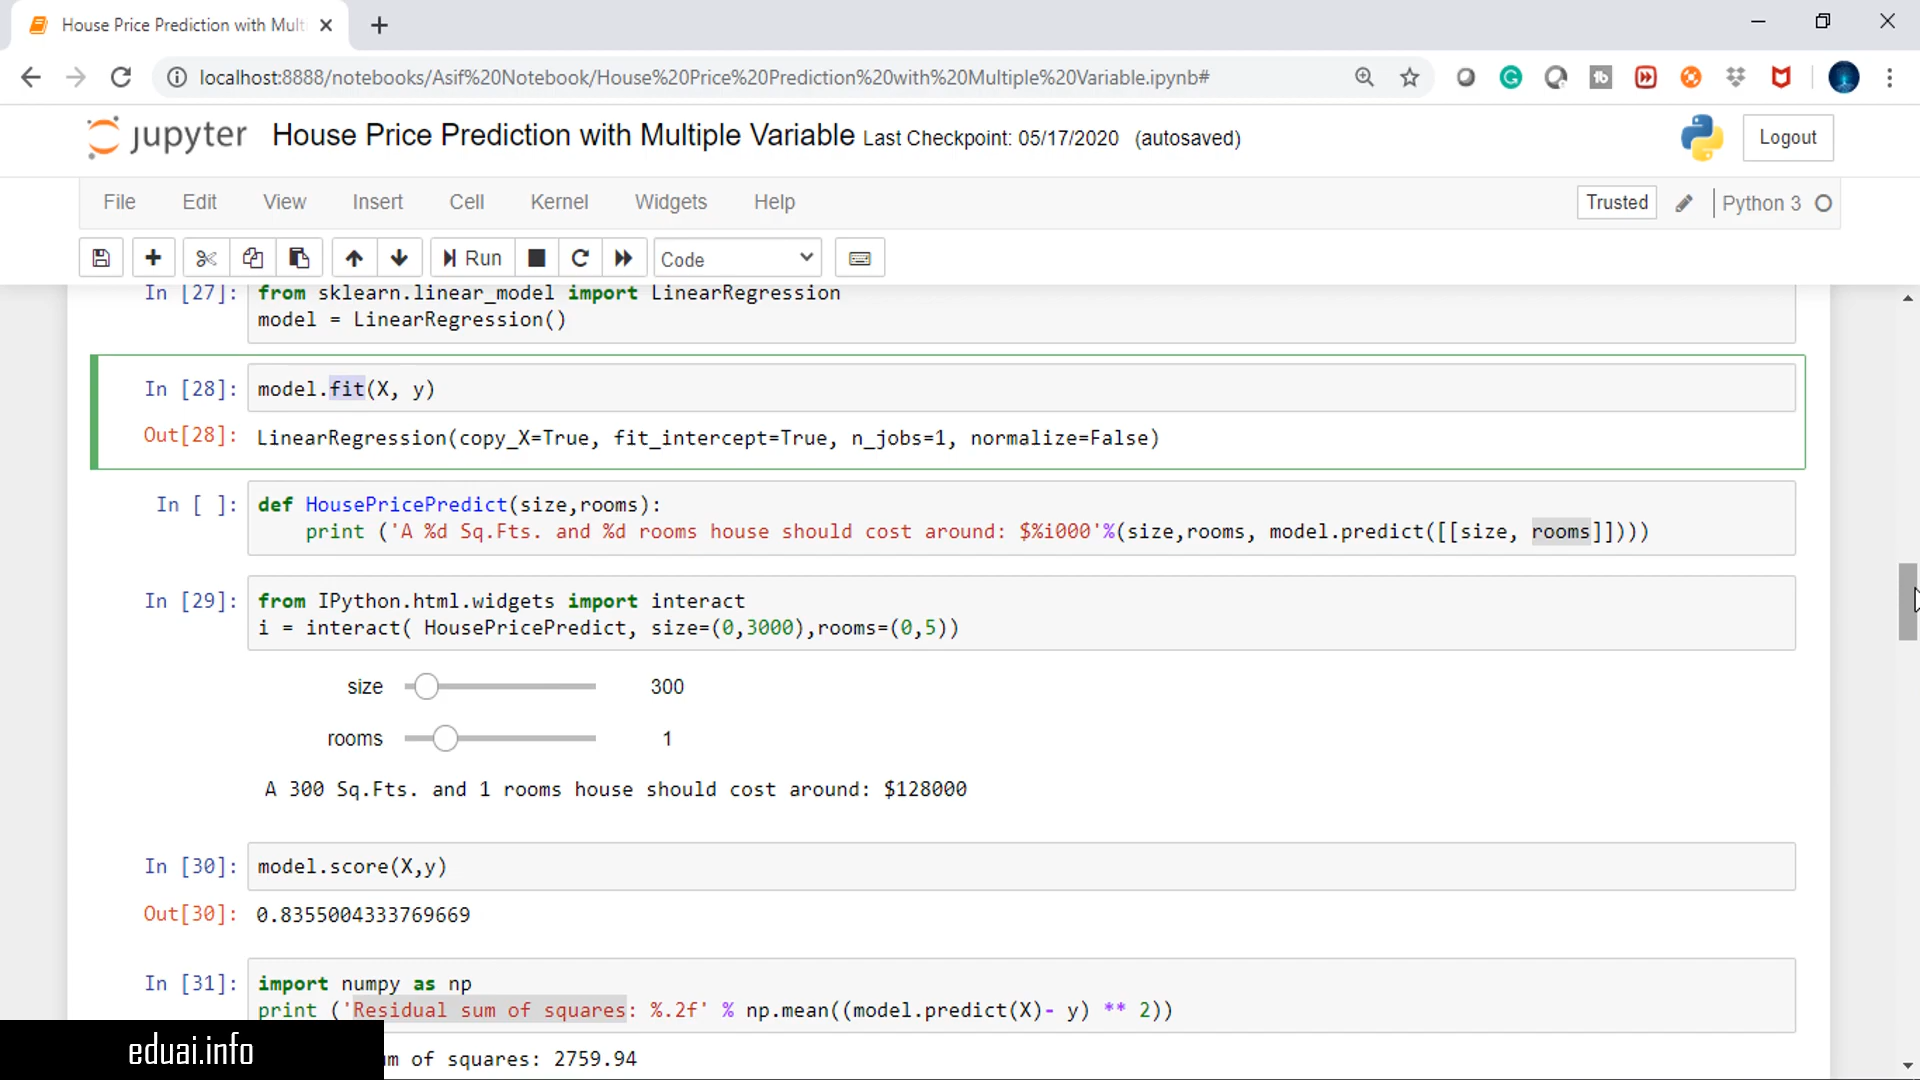 House Price Prediction with Mult
localhost:8888/notebooks/Asif%20Notebook/House%20Price%20Prediction%20with%20Multiple%20Variable.ipynb#
jupyter House Price Prediction with Multiple Variable Last Checkpoint: 05/17/2020 (autosaved)
Logout
File Edit View Insert Cell Kernel Widgets Help
Trusted Python 3
Run Code
In [27]: from sklearn.linear_model import LinearRegression
model = LinearRegression()
In [28]: model.fit(X, y)
Out[28]: LinearRegression(copy_X=True, fit_intercept=True, n_jobs=1, normalize=False)
In [ ]: def HousePricePredict(size,rooms):
print ('A %d Sq.Fts. and %d rooms house should cost around: $%i000'%(size,rooms, model.predict([[size, rooms]])))
In [29]: from IPython.html.widgets import interact
i = interact( HousePricePredict, size=(0,3000),rooms=(0,5))
size 300
rooms 1
A 300 Sq.Fts. and 1 rooms house should cost around: $128000
In [30]: model.score(X,y)
Out[30]: 0.8355004333769669
In [31]: import numpy as np
print ('Residual sum of squares: %.2f' % np.mean((model.predict(X)- y) ** 2))
um of squares: 2759.94
eduai.info